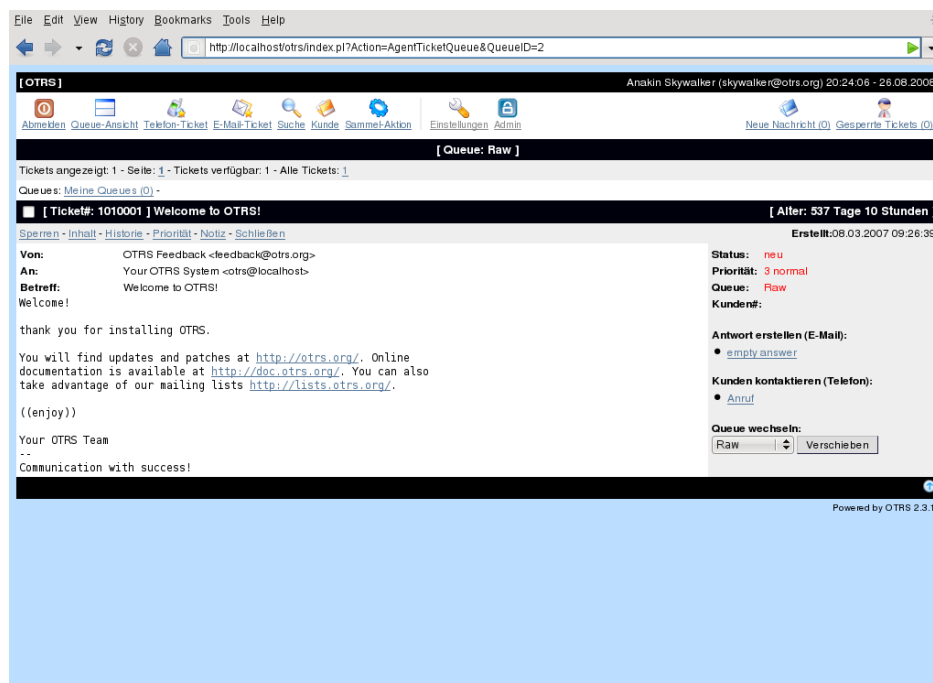 File Edit View History Bookmarks Tools Help
http://localhost/otrs/index.pl?Action=AgentTicketQueue&QueueID=2
[ OTRS ] Anakin Skywalker (skywalker@otrs.org) 20:24:06 - 26.08.2008
Abmelden Queue-Ansicht Telefon-Ticket E-Mail-Ticket Suche Kunde Sammel-Aktion Einstellungen Admin Neue Nachricht (0) Gesperrte Tickets (0)
[ Queue: Raw ]
Tickets angezeigt: 1 - Seite: 1 - Tickets verfügbar: 1 - Alle Tickets: 1
Queues: Meine Queues (0) -
[ Ticket#: 1010001 ] Welcome to OTRS! [ Alter: 537 Tage 10 Stunden ]
Sperren - Inhalt - Historie - Priorität - Notiz - Schließen Erstellt:08.03.2007 09:26:39
Von: OTRS Feedback <feedback@otrs.org>
An: Your OTRS System <otrs@localhost>
Betreff: Welcome to OTRS!
Welcome!
thank you for installing OTRS.
You will find updates and patches at http://otrs.org/. Online
documentation is available at http://doc.otrs.org/. You can also
take advantage of our mailing lists http://lists.otrs.org/.
((enjoy))
Your OTRS Team
--
Communication with success!
Status: neu
Priorität: 3 normal
Queue: Raw
Kunden#:
Antwort erstellen (E-Mail):
empty answer
Kunden kontaktieren (Telefon):
Anruf
Queue wechseln:
Raw Verschieben
Powered by OTRS 2.3.1